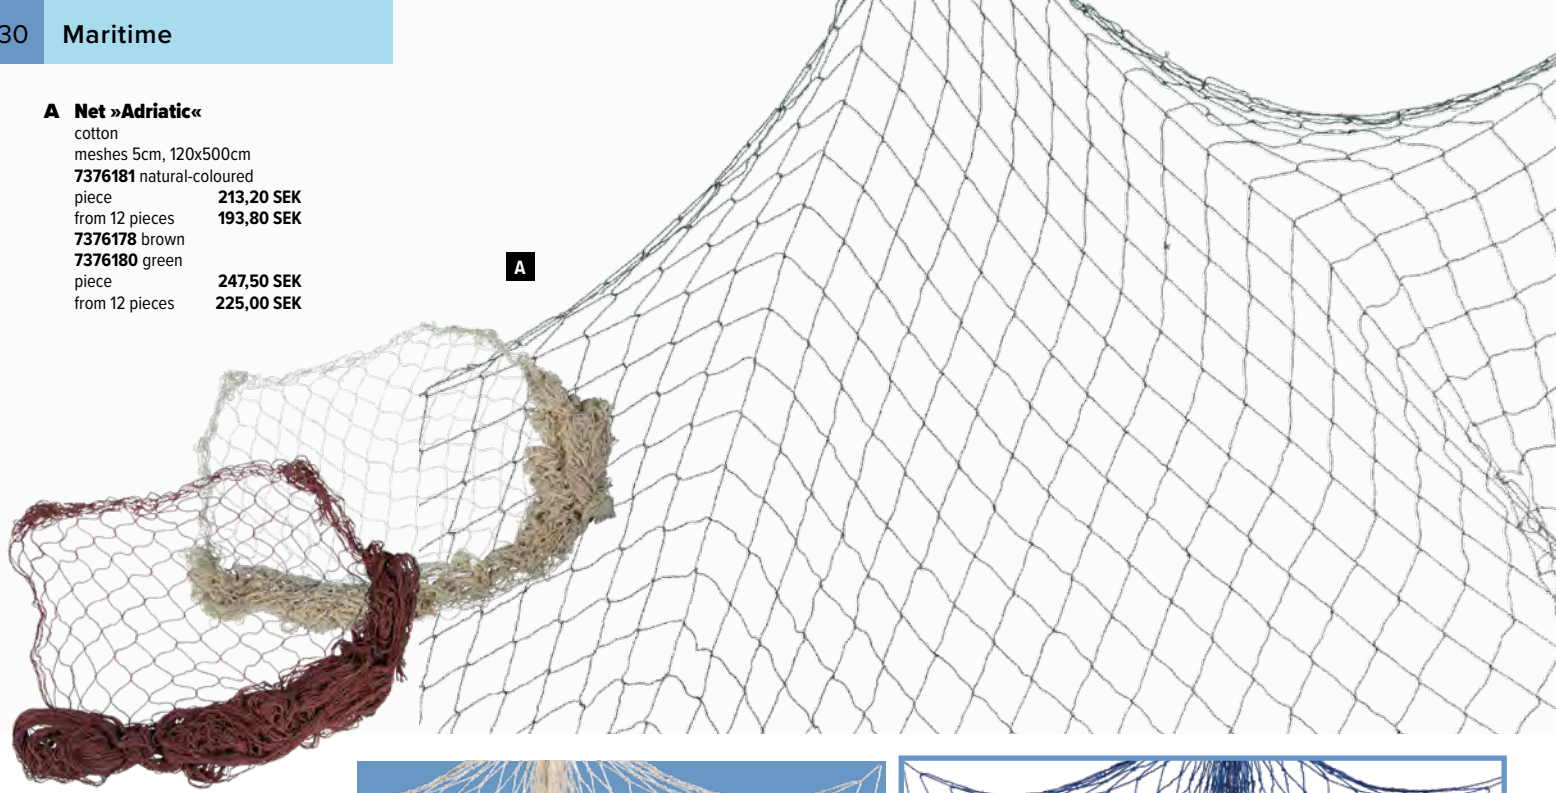 30 Maritime
A Net »Adriatic«
cotton
meshes 5cm, 120x500cm
7376181 natural-coloured
piece 213,20 SEK
from 12 pieces 193,80 SEK
7376178 brown
7376180 green
piece 247,50 SEK
from 12 pieces 225,00 SEK
A